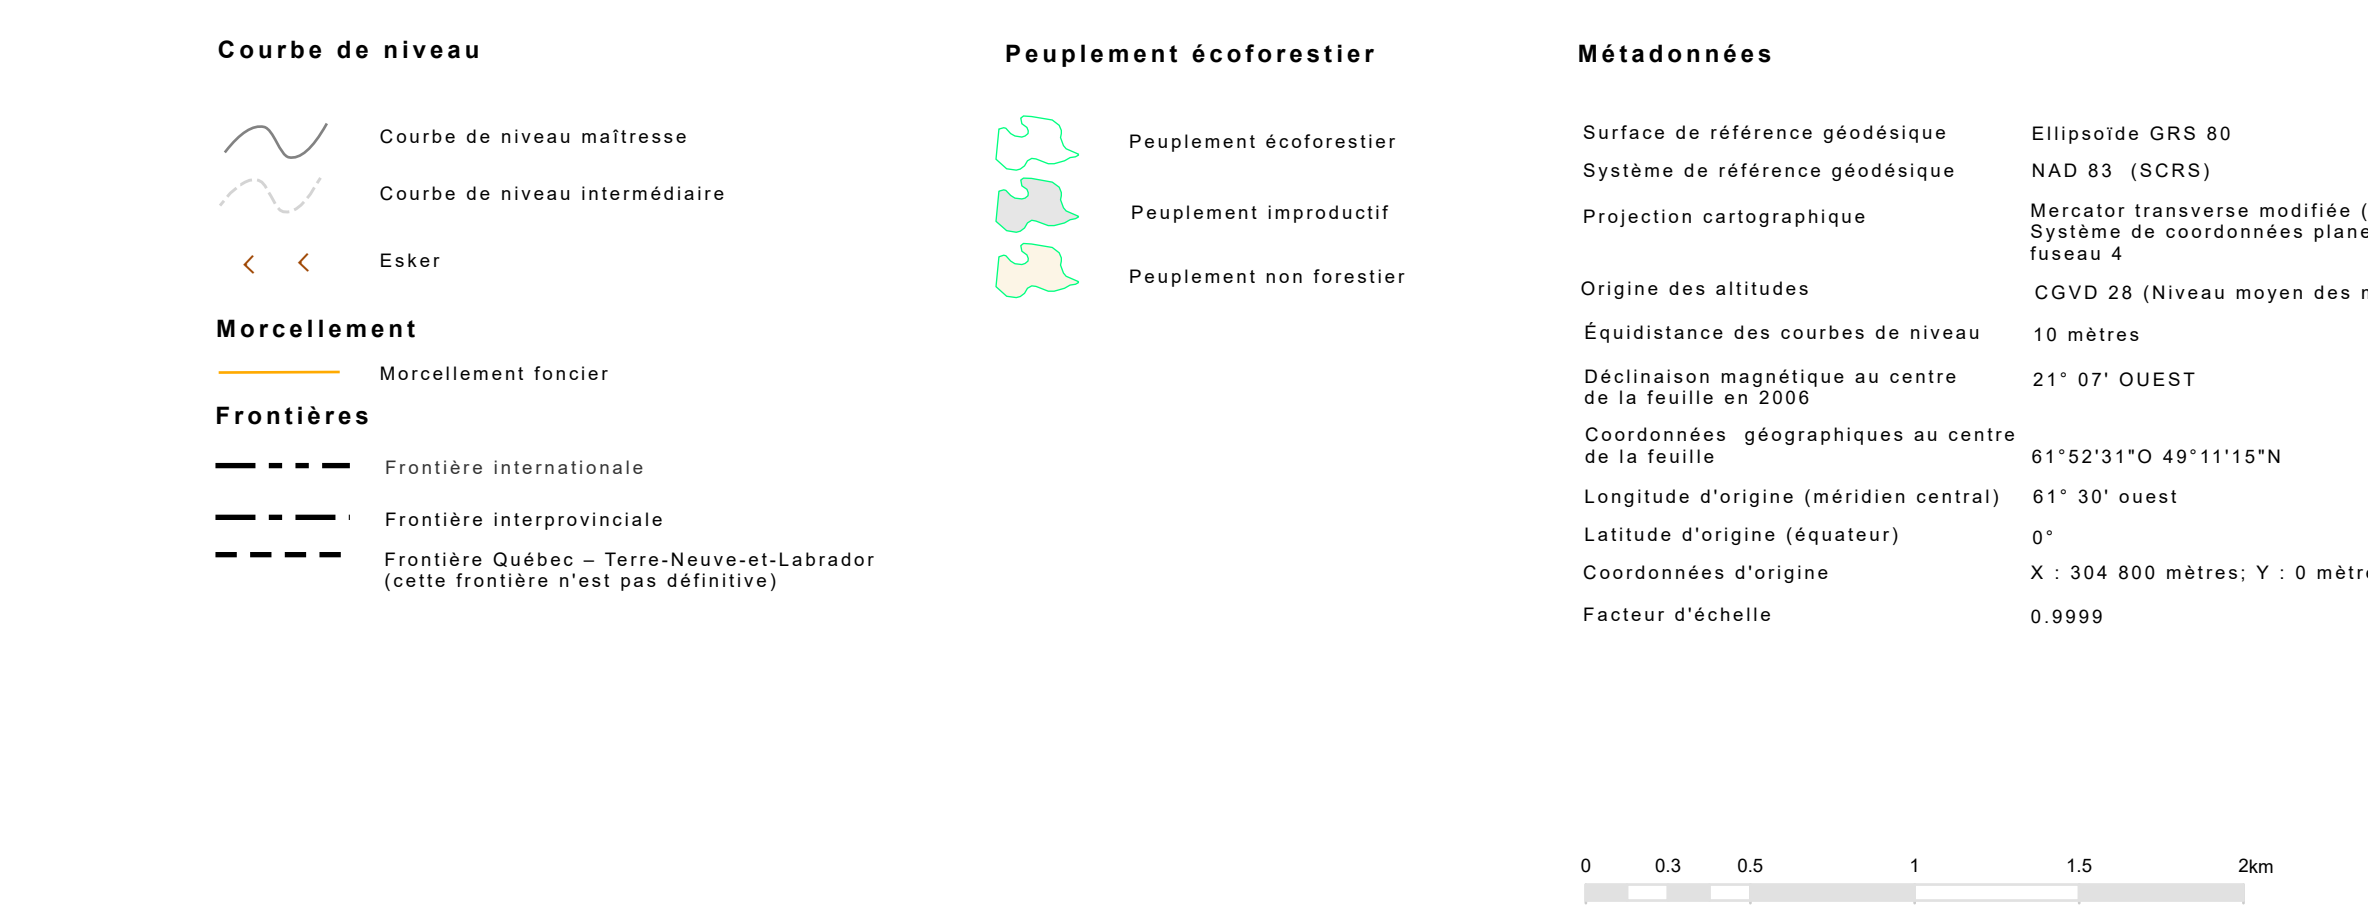 Courbe de niveau
Courbe de niveau maîtresse
Courbe de niveau intermédiaire
Esker
Morcellement
Morcellement foncier
Frontières
Frontière internationale
Frontière interprovinciale
Frontière Québec – Terre-Neuve-et-Labrador
(cette frontière n'est pas définitive)
Peuplement écoforestier
Peuplement écoforestier
Peuplement improductif
Peuplement non forestier
Métadonnées
Surface de référence géodésique Ellipsoïde GRS 80
Système de référence géodésique NAD 83 (SCRS)
Projection cartographique Mercator transverse modifiée (
Système de coordonnées plane
fuseau 4
Origine des altitudes CGVD 28 (Niveau moyen des
Équidistance des courbes de niveau 10 mètres
Déclinaison magnétique au centre
de la feuille en 2006 21° 07' OUEST
Coordonnées géographiques au centre
de la feuille 61°52'31"O 49°11'15"N
Longitude d'origine (méridien central) 61° 30' ouest
Latitude d'origine (équateur) 0°
Coordonnées d'origine X : 304 800 mètres; Y : 0 mètre
Facteur d'échelle 0.9999
0 0.3 0.5 1 1.5 2km